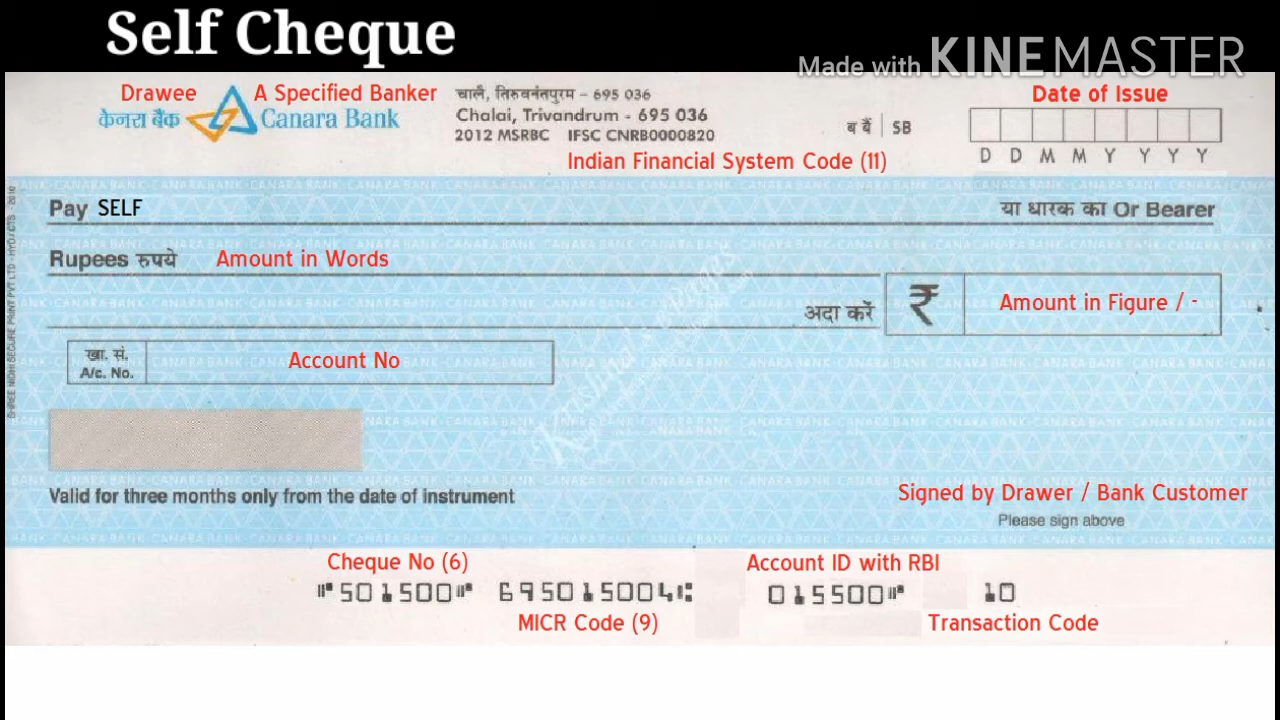 Self Cheque
Made with KINEMASTER
Drawee A Specified Banker
केनरा बैंक Canara Bank
चालै, तिरुवनंतपुरम - 695 036
Chalai, Trivandrum - 695 036
2012 MSRBC IFSC CNRB0000820
Indian Financial System Code (11)
ब बैं | SB
Date of Issue
D D M M Y Y Y Y
Pay SELF या धारक को Or Bearer
Rupees रुपये Amount in Words
अदा करें ₹ Amount in Figure / -
खा. सं.
A/c. No. Account No
CANARA BANK
Valid for three months only from the date of instrument
Signed by Drawer / Bank Customer
Please sign above
Cheque No (6) Account ID with RBI
⑈501500⑈ 695015004⑆ 015500⑈ 10
MICR Code (9) Transaction Code